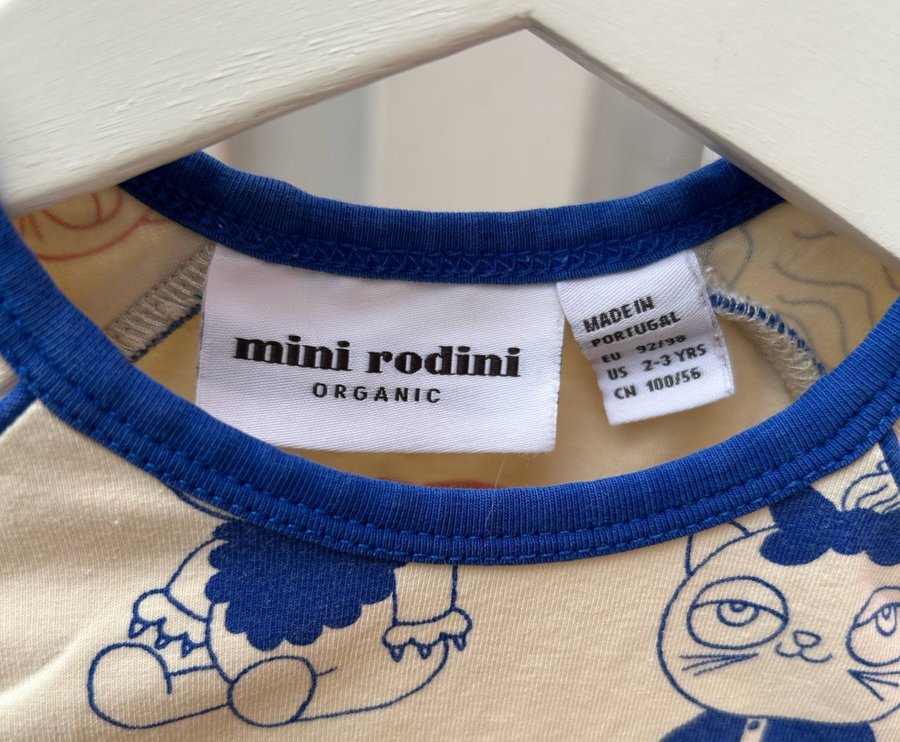 mini rodini
ORGANIC
MADE IN
PORTUGAL
EU 92/98
US 2-3 YRS
CN 100/56